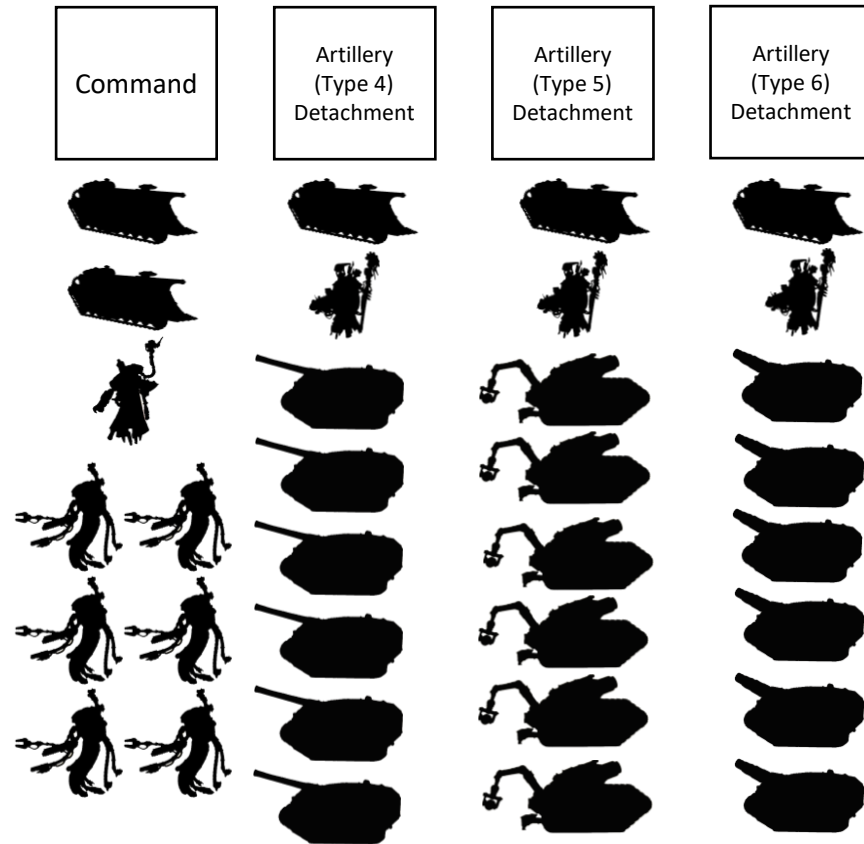 Command
Artillery
(Type 4)
Detachment
Artillery
(Type 5)
Detachment
Artillery
(Type 6)
Detachment